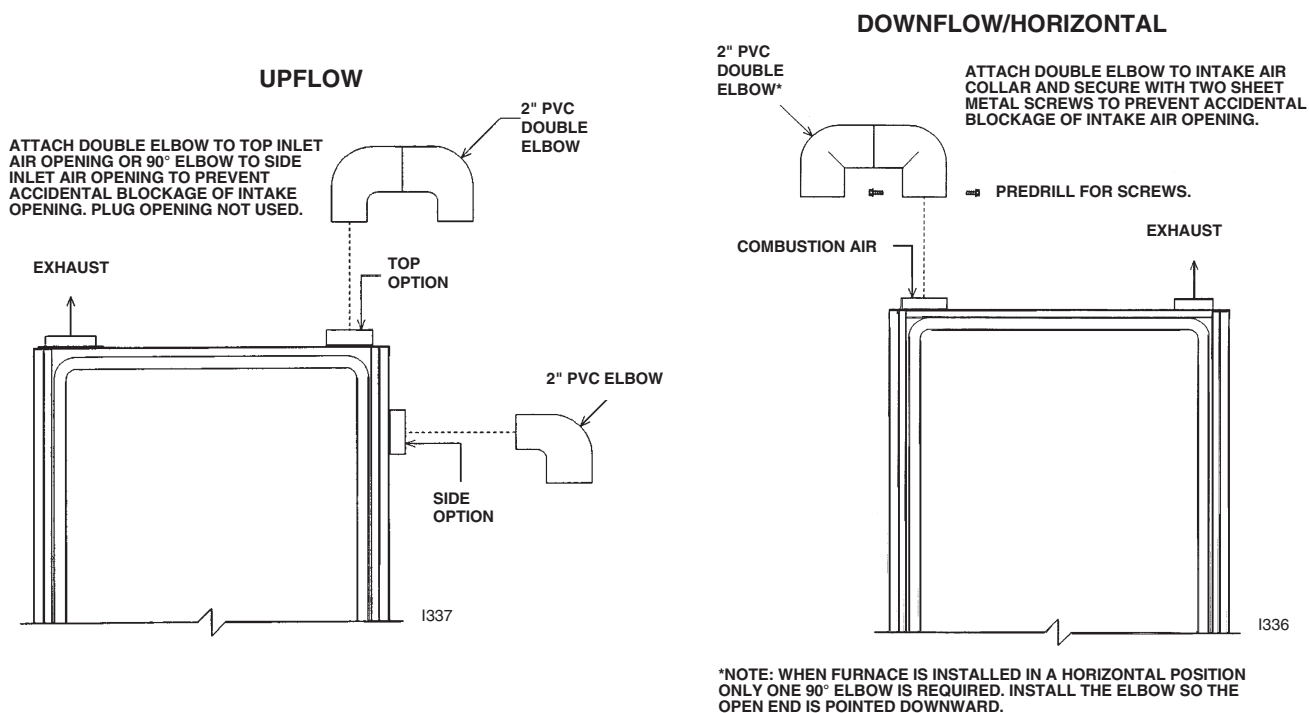 UPFLOW
2" PVC
DOUBLE
ELBOW
ATTACH DOUBLE ELBOW TO TOP INLET
AIR OPENING OR 90° ELBOW TO SIDE
INLET AIR OPENING TO PREVENT
ACCIDENTAL BLOCKAGE OF INTAKE
OPENING. PLUG OPENING NOT USED.
EXHAUST
TOP
OPTION
2" PVC ELBOW
SIDE
OPTION
I337
DOWNFLOW/HORIZONTAL
2" PVC
DOUBLE
ELBOW*
ATTACH DOUBLE ELBOW TO INTAKE AIR
COLLAR AND SECURE WITH TWO SHEET
METAL SCREWS TO PREVENT ACCIDENTAL
BLOCKAGE OF INTAKE AIR OPENING.
PREDRILL FOR SCREWS.
COMBUSTION AIR
EXHAUST
I336
*NOTE: WHEN FURNACE IS INSTALLED IN A HORIZONTAL POSITION
ONLY ONE 90° ELBOW IS REQUIRED. INSTALL THE ELBOW SO THE
OPEN END IS POINTED DOWNWARD.